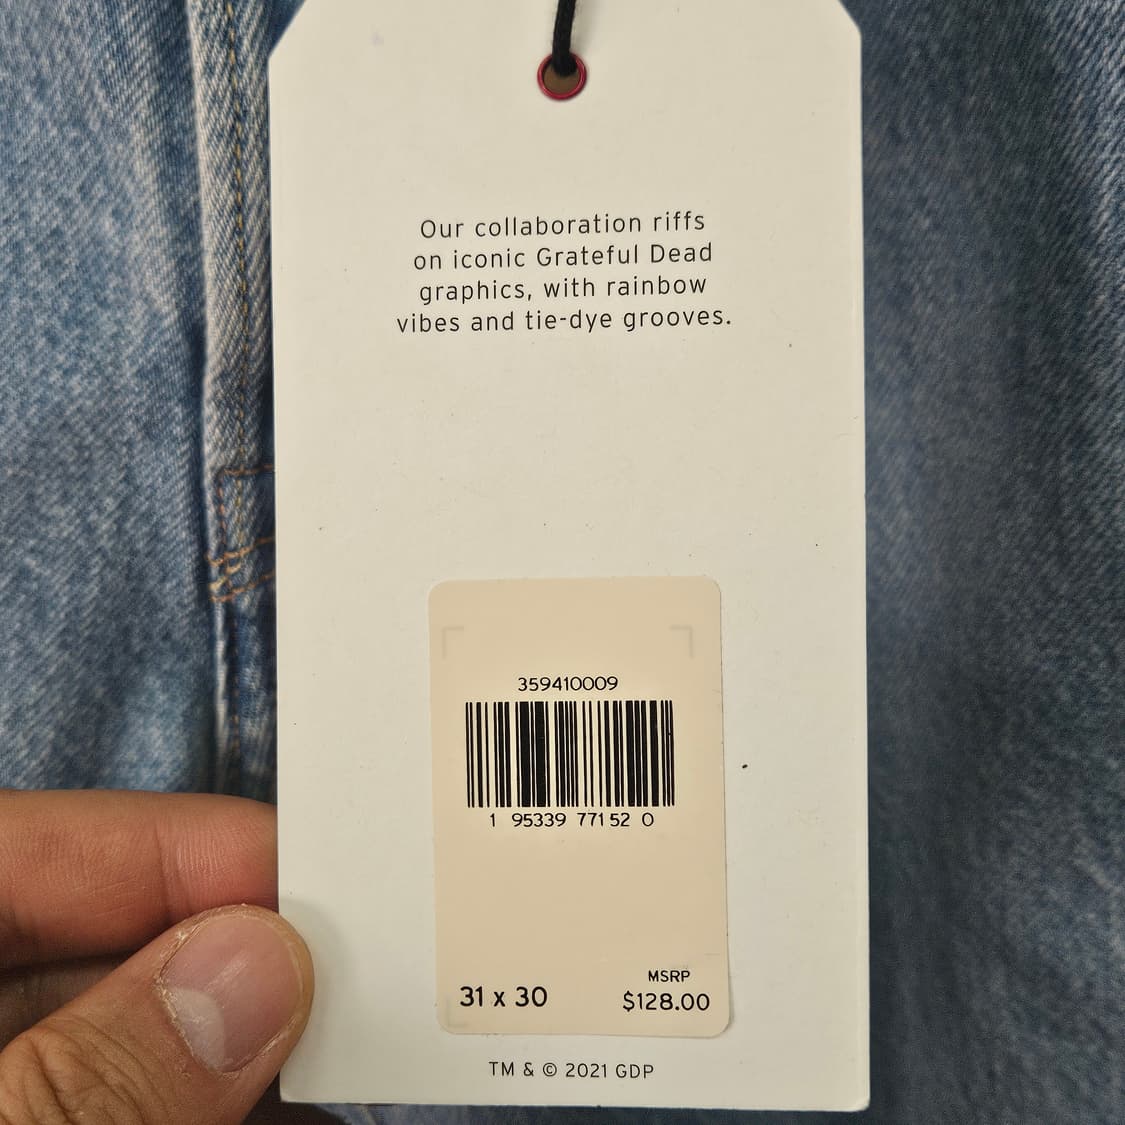 Our collaboration riffs
on iconic Grateful Dead
graphics, with rainbow
vibes and tie-dye grooves.
359410009
1 95339 77152 0
31 x 30
MSRP
$128.00
TM & © 2021 GDP